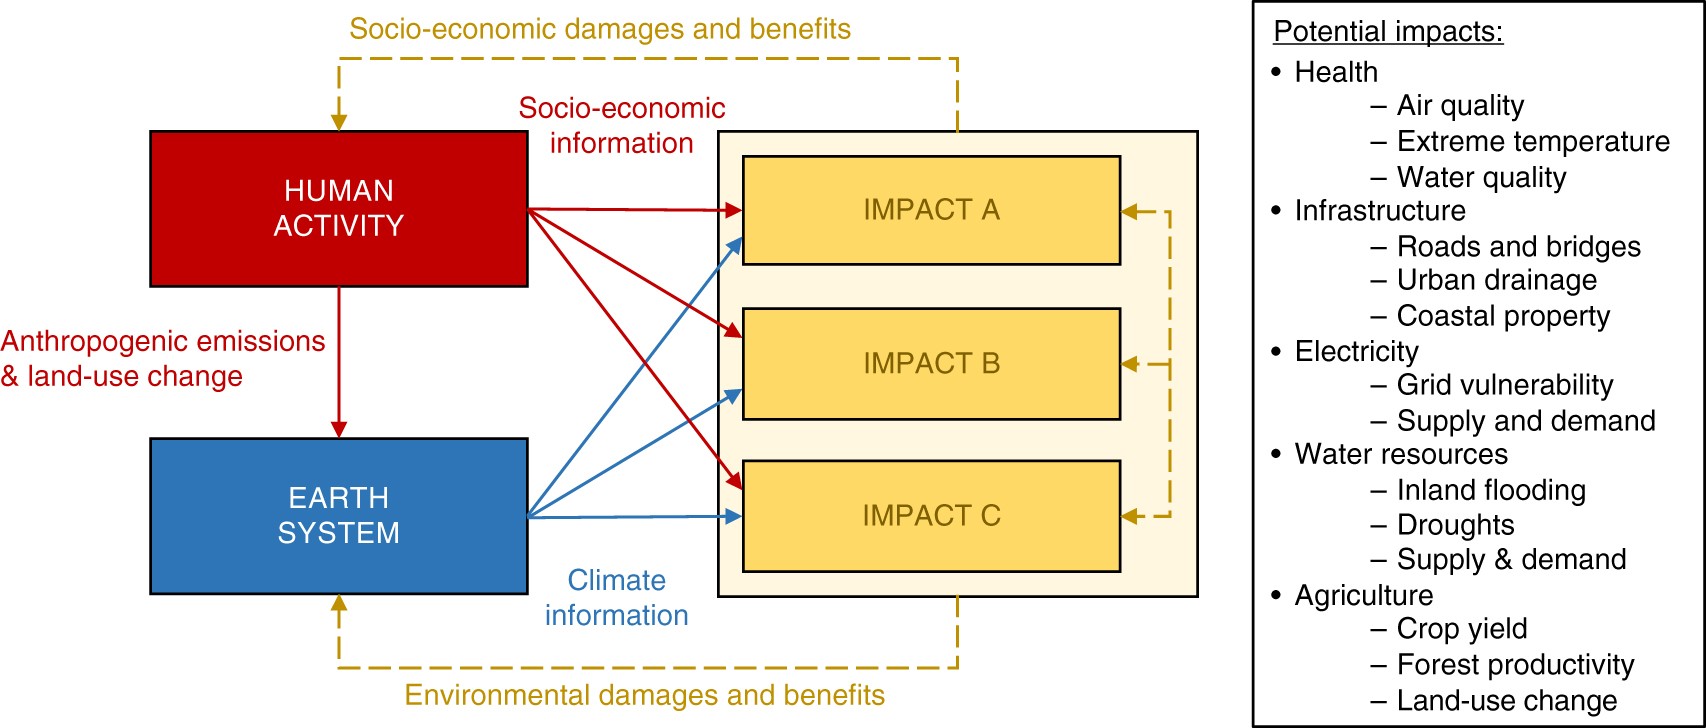 Socio-economic damages and benefits
Socio-economic
information
HUMAN
ACTIVITY
IMPACT A
Anthropogenic emissions
& land-use change
IMPACT B
EARTH
SYSTEM
IMPACT C
Climate
information
Environmental damages and benefits
Potential impacts:
• Health
– Air quality
– Extreme temperature
– Water quality
• Infrastructure
– Roads and bridges
– Urban drainage
– Coastal property
• Electricity
– Grid vulnerability
– Supply and demand
• Water resources
– Inland flooding
– Droughts
– Supply & demand
• Agriculture
– Crop yield
– Forest productivity
– Land-use change